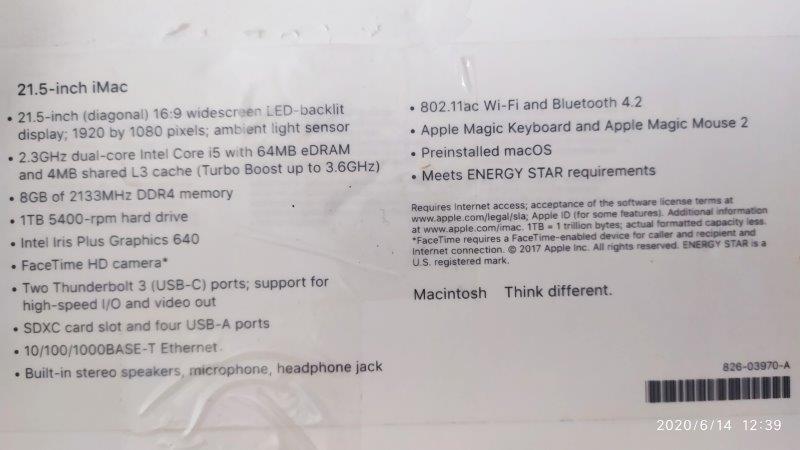 21.5-inch iMac
• 21.5-inch (diagonal) 16:9 widescreen LED-backlit
display; 1920 by 1080 pixels; ambient light sensor
• 2.3GHz dual-core Intel Core i5 with 64MB eDRAM
and 4MB shared L3 cache (Turbo Boost up to 3.6GHz)
• 8GB of 2133MHz DDR4 memory
• 1TB 5400-rpm hard drive
• Intel Iris Plus Graphics 640
• FaceTime HD camera*
• Two Thunderbolt 3 (USB-C) ports; support for
high-speed I/O and video out
• SDXC card slot and four USB-A ports
• 10/100/1000BASE-T Ethernet
• Built-in stereo speakers, microphone, headphone jack
• 802.11ac Wi-Fi and Bluetooth 4.2
• Apple Magic Keyboard and Apple Magic Mouse 2
• Preinstalled macOS
• Meets ENERGY STAR requirements
Requires Internet access; acceptance of the software license terms at
www.apple.com/legal/sla; Apple ID (for some features). Additional information
at www.apple.com/imac. 1TB = 1 trillion bytes; actual formatted capacity less.
*FaceTime requires a FaceTime-enabled device for caller and recipient and
Internet connection. © 2017 Apple Inc. All rights reserved. ENERGY STAR is a
U.S. registered mark.
Macintosh Think different.
826-03970-A
2020/6/14 12:39